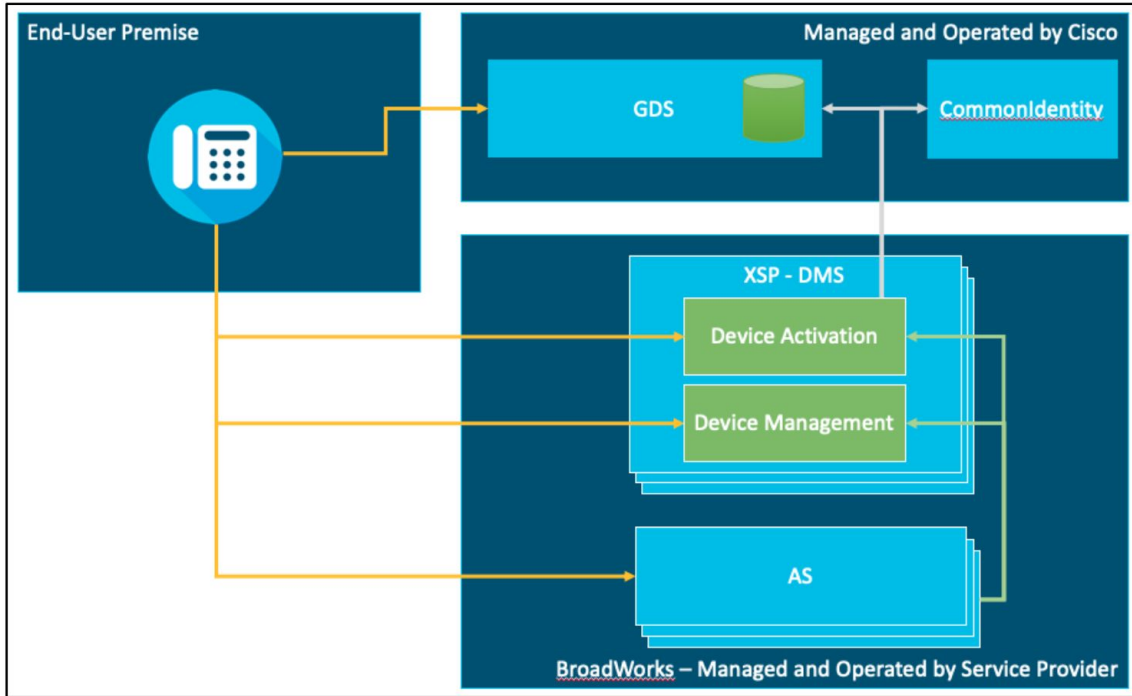 End-User Premise
Managed and Operated by Cisco
GDS
CommonIdentity
XSP - DMS
Device Activation
Device Management
AS
BroadWorks – Managed and Operated by Service Provider